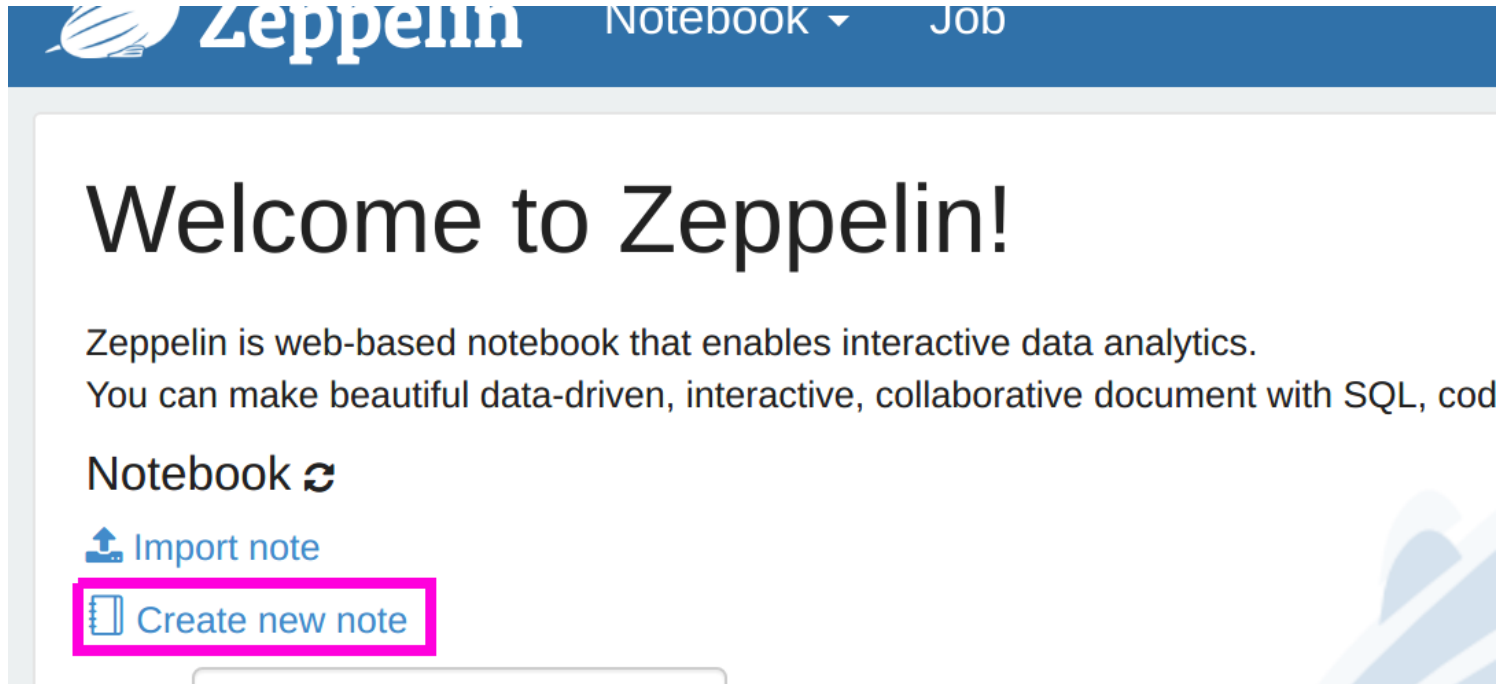 Zeppelin Notebook Job
Welcome to Zeppelin!
Zeppelin is web-based notebook that enables interactive data analytics.
You can make beautiful data-driven, interactive, collaborative document with SQL, cod
Notebook
Import note
Create new note